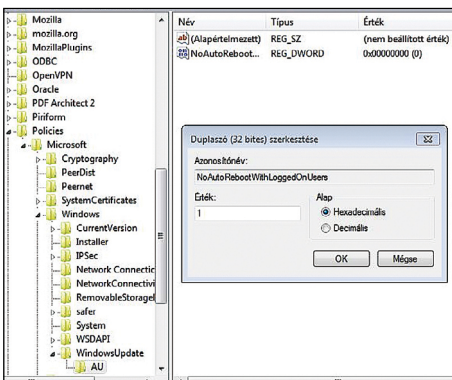 Mozilla
mozilla.org
MozillaPlugins
ODBC
OpenVPN
Oracle
PDF Architect 2
Piriform
Policies
Microsoft
Cryptography
PeerDist
Peernet
SystemCertificates
Windows
CurrentVersion
Installer
IPSec
Network Connectic
NetworkConnectivi
RemovableStorageI
safer
System
WSDAPI
WindowsUpdate
AU
Név Típus Érték
(Alapértelmezett) REG_SZ (nem beállított érték)
NoAutoReboot... REG_DWORD 0x00000000 (0)
Duplaszó (32 bites) szerkesztése
Azonosítónév:
NoAutoRebootWithLoggedOnUsers
Érték:
1
Alap
Hexadecimális
Decimális
OK Mégse